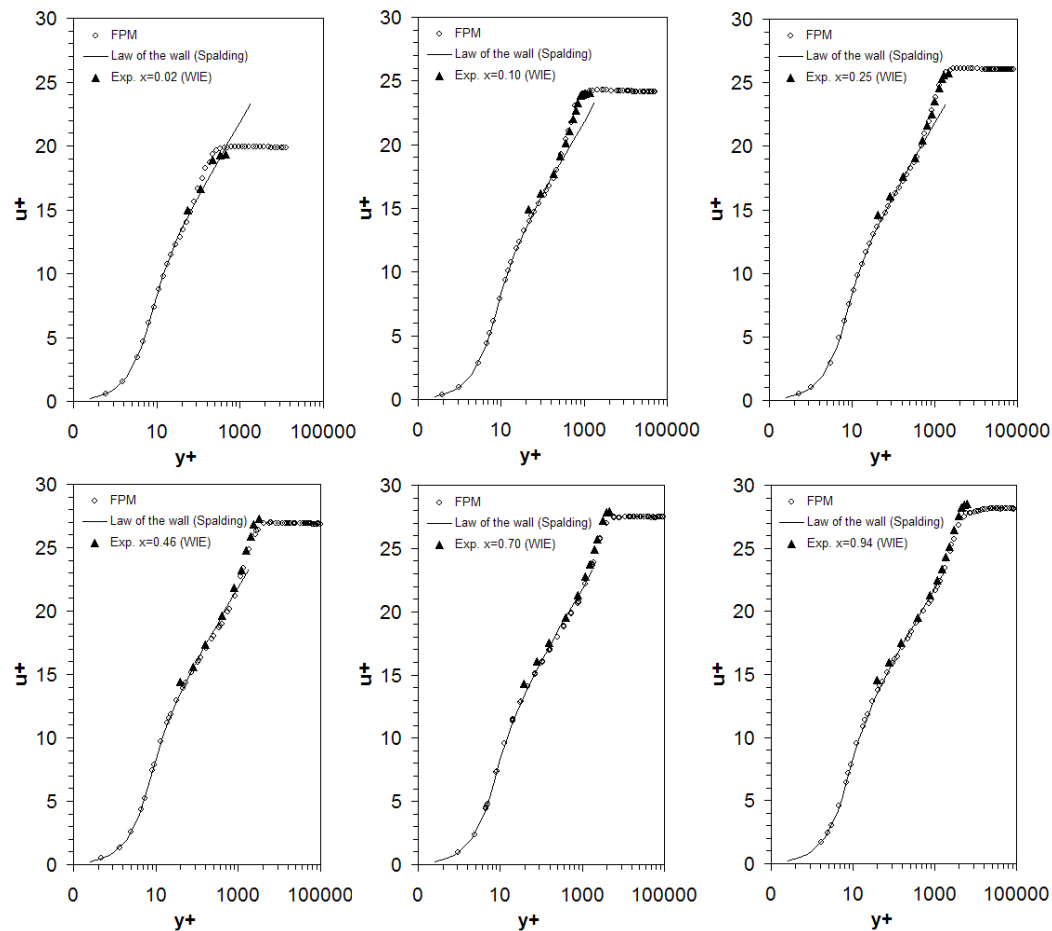 30
25
20
15
10
5
0
u+
FPM
Law of the wall (Spalding)
Exp. x=0.02 (WIE)
0 10 1000 100000
y+
30
25
20
15
10
5
0
u+
FPM
Law of the wall (Spalding)
Exp. x=0.10 (WIE)
0 10 1000 100000
y+
30
25
20
15
10
5
0
u+
FPM
Law of the wall (Spalding)
Exp. x=0.25 (WIE)
0 10 1000 100000
y+
30
25
20
15
10
5
0
u+
FPM
Law of the wall (Spalding)
Exp. x=0.46 (WIE)
0 10 1000 100000
y+
30
25
20
15
10
5
0
u+
FPM
Law of the wall (Spalding)
Exp. x=0.70 (WIE)
0 10 1000 100000
y+
30
25
20
15
10
5
0
u+
FPM
Law of the wall (Spalding)
Exp. x=0.94 (WIE)
0 10 1000 100000
y+